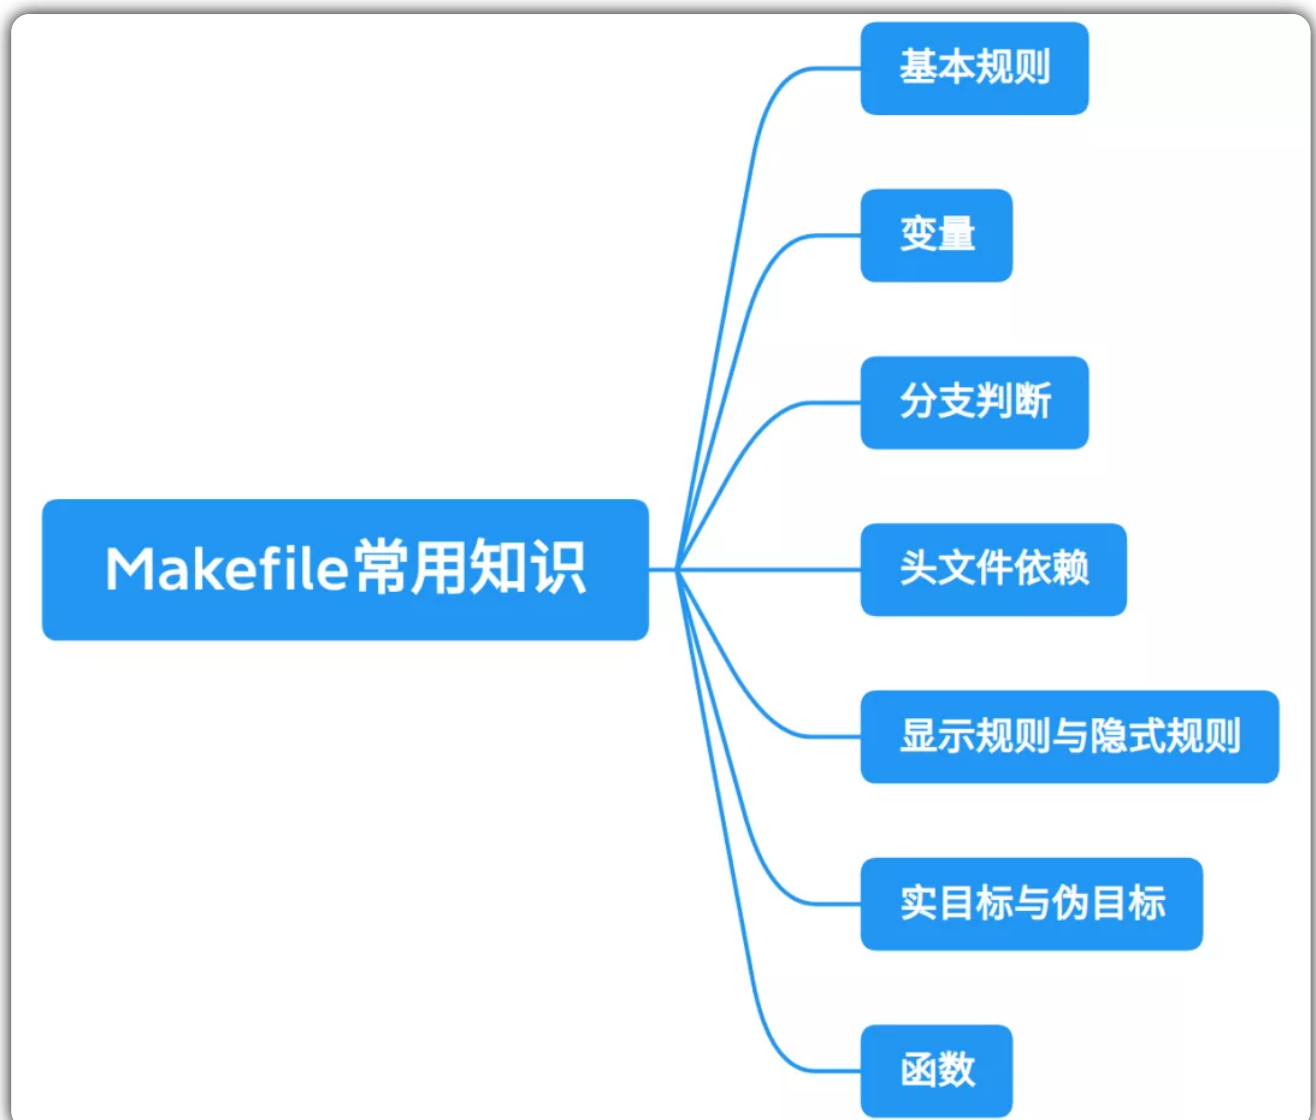 基本规则
变量
分支判断
Makefile常用知识
头文件依赖
显示规则与隐式规则
实目标与伪目标
函数